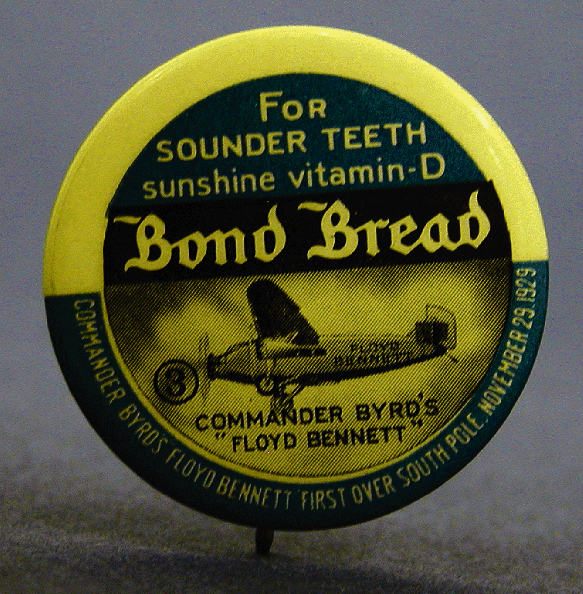 FOR
SOUNDER TEETH
sunshine vitamin-D
Bond Bread
FLOYD
BENNETT
3
COMMANDER BYRD'S
"FLOYD BENNETT"
COMMANDER BYRD'S FLOYD BENNETT FIRST OVER SOUTH POLE, NOVEMBER 29, 1929